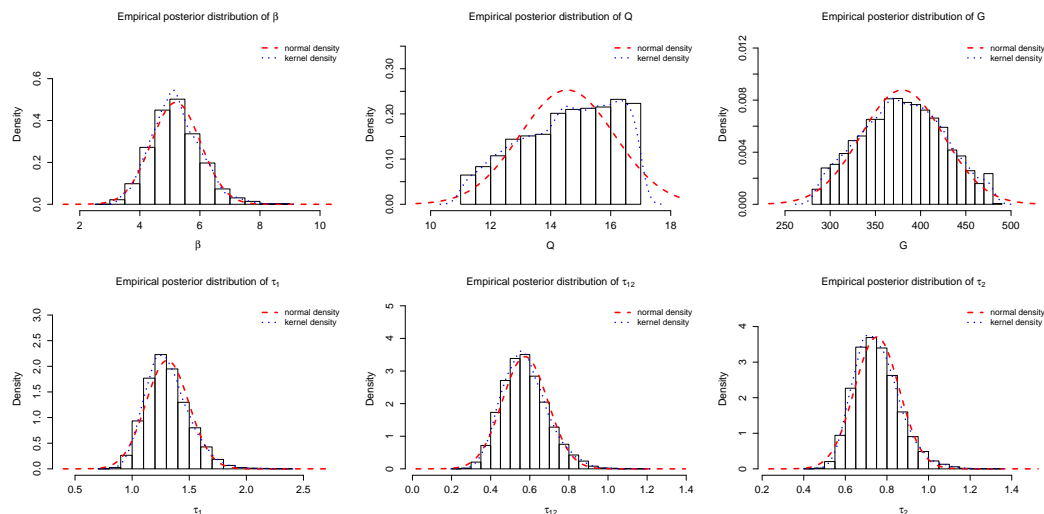 Empirical posterior distribution of β
normal density
kernel density
Density
0.0 0.2 0.4 0.6
2 4 6 8 10
β
Empirical posterior distribution of Q
normal density
kernel density
Density
0.00 0.10 0.20 0.30
10 12 14 16 18
Q
Empirical posterior distribution of G
normal density
kernel density
Density
0.000 0.004 0.008 0.012
250 300 350 400 450 500
G
Empirical posterior distribution of τ1
normal density
kernel density
Density
0.0 0.5 1.0 1.5 2.0 2.5 3.0
0.5 1.0 1.5 2.0 2.5
τ1
Empirical posterior distribution of τ12
normal density
kernel density
Density
0 1 2 3 4 5
0.0 0.2 0.4 0.6 0.8 1.0 1.2 1.4
τ12
Empirical posterior distribution of τ2
normal density
kernel density
Density
0 1 2 3 4
0.2 0.4 0.6 0.8 1.0 1.2 1.4
τ2